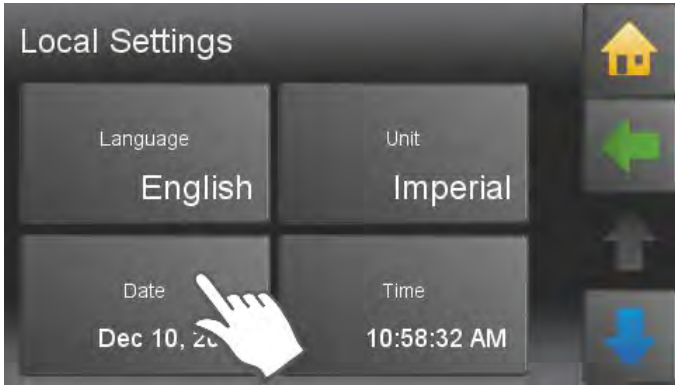 Local Settings
Language
English
Unit
Imperial
Date
Dec 10,
Time
10:58:32 AM